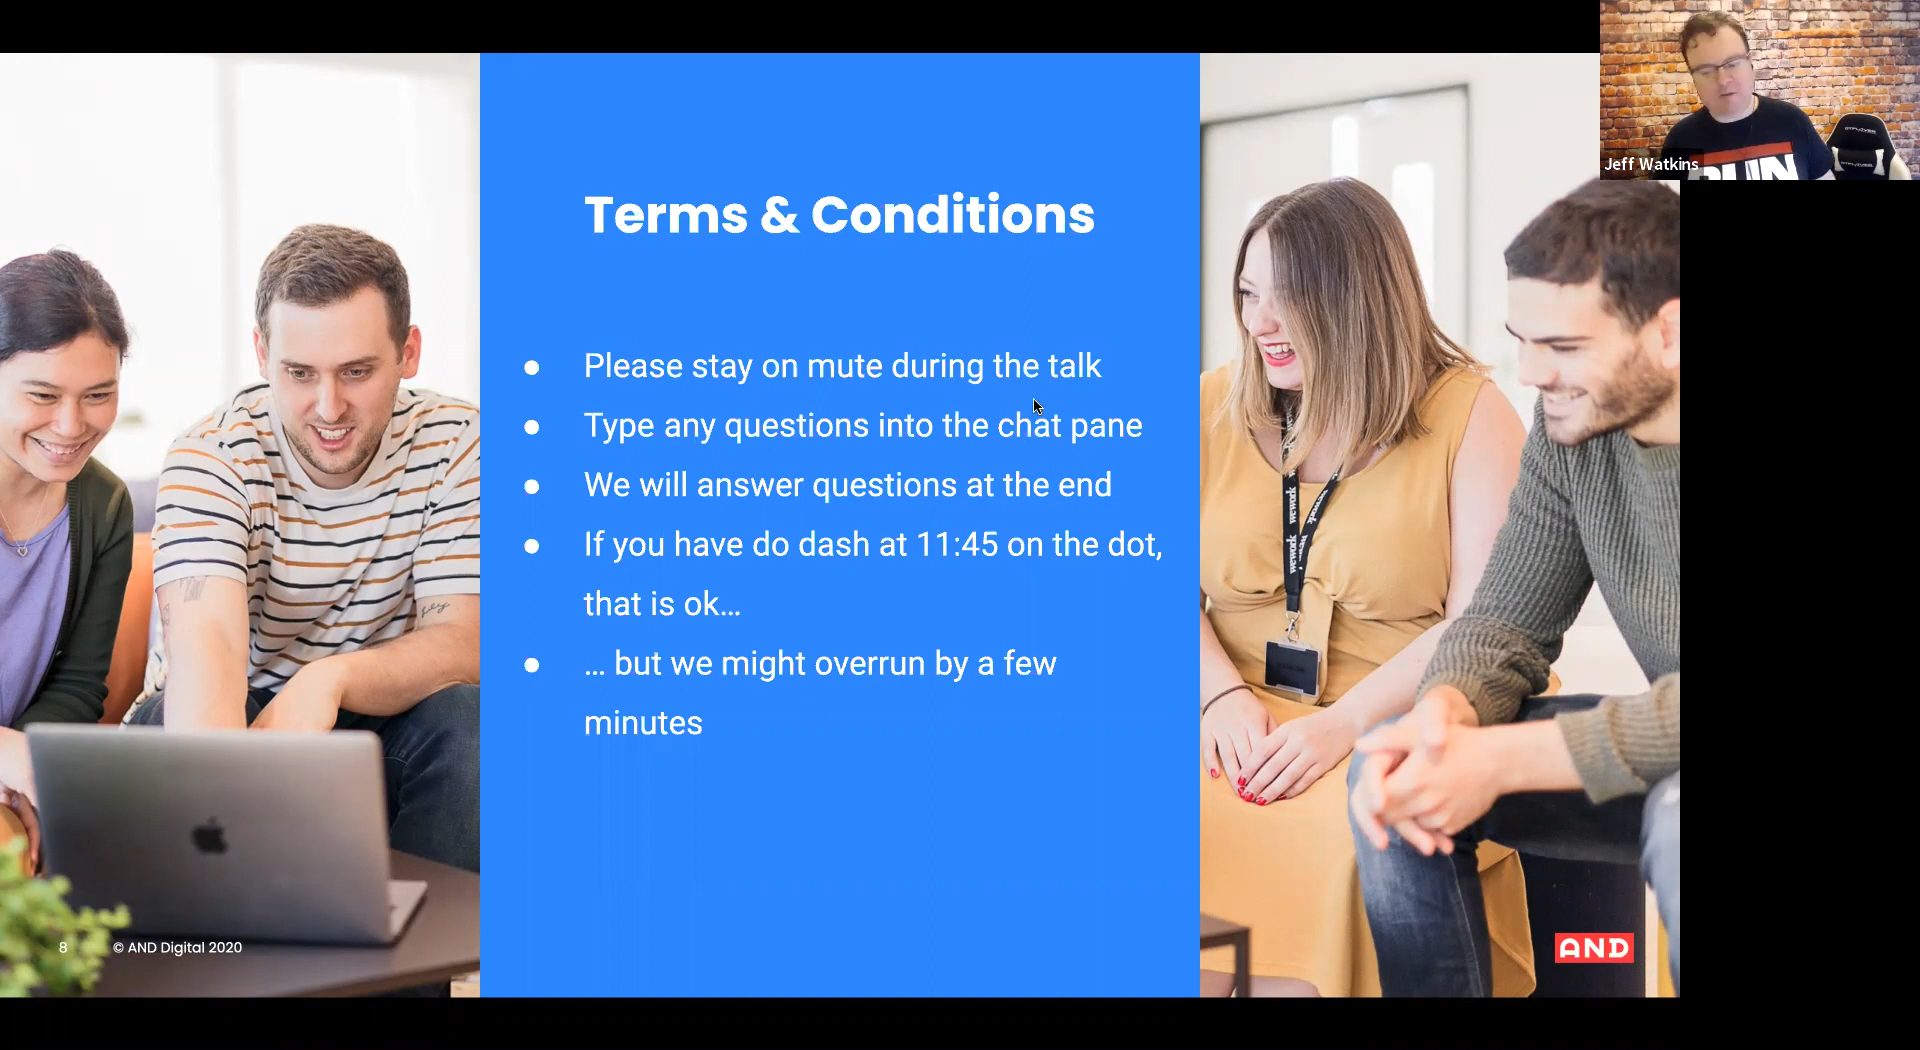 Terms & Conditions
● Please stay on mute during the talk
● Type any questions into the chat pane
● We will answer questions at the end
● If you have do dash at 11:45 on the dot,
that is ok...
● ... but we might overrun by a few
minutes
Jeff Watkins
wework
wework
8
© AND Digital 2020
AND